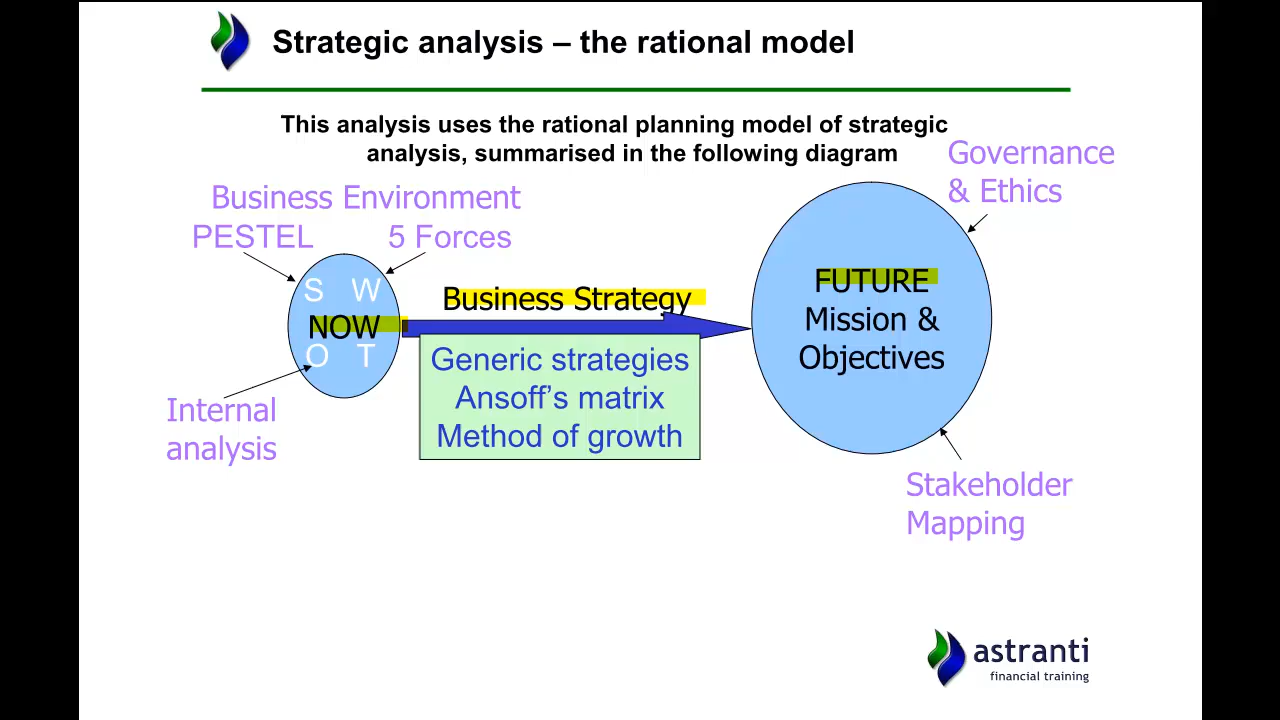 Strategic analysis – the rational model
This analysis uses the rational planning model of strategic
analysis, summarised in the following diagram
Governance
& Ethics
Business Environment
PESTEL 5 Forces
S W
NOW
O T
Internal
analysis
Business Strategy
Generic strategies
Ansoff's matrix
Method of growth
FUTURE
Mission &
Objectives
Stakeholder
Mapping
astranti
financial training